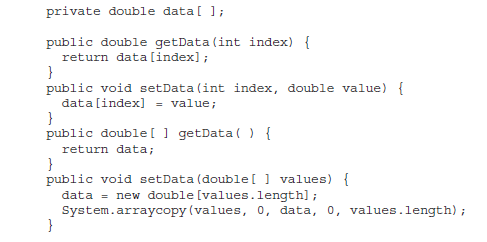 private double data[ ];
public double getData(int index) {
return data[index];
}
public void setData(int index, double value) {
data[index] = value;
}
public double[ ] getData( ) {
return data;
}
public void setData(double[ ] values) {
data = new double[values.length];
System.arraycopy(values, 0, data, 0, values.length);
}